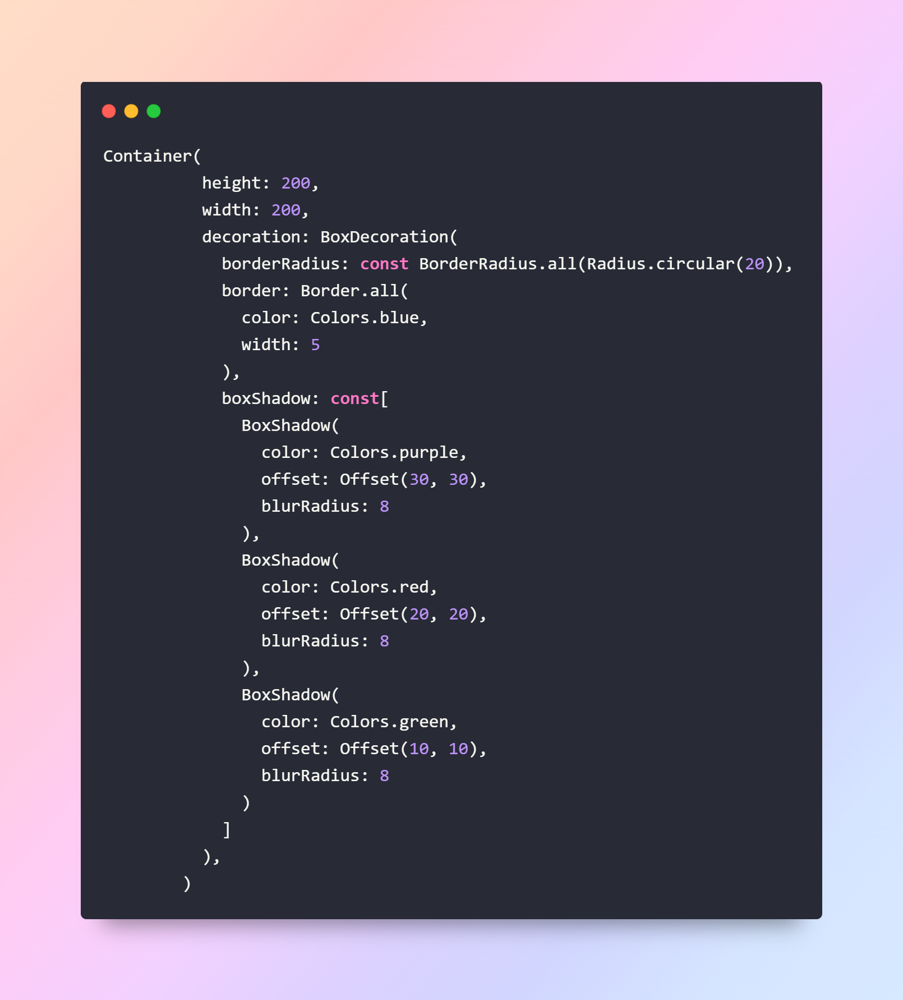 Container(
          height: 200,
          width: 200,
          decoration: BoxDecoration(
            borderRadius: const BorderRadius.all(Radius.circular(20)),
            border: Border.all(
              color: Colors.blue,
              width: 5
            ),
            boxShadow: const[
              BoxShadow(
                color: Colors.purple,
                offset: Offset(30, 30),
                blurRadius: 8
              ),
              BoxShadow(
                color: Colors.red,
                offset: Offset(20, 20),
                blurRadius: 8
              ),
              BoxShadow(
                color: Colors.green,
                offset: Offset(10, 10),
                blurRadius: 8
              )
            ]
          ),
        )